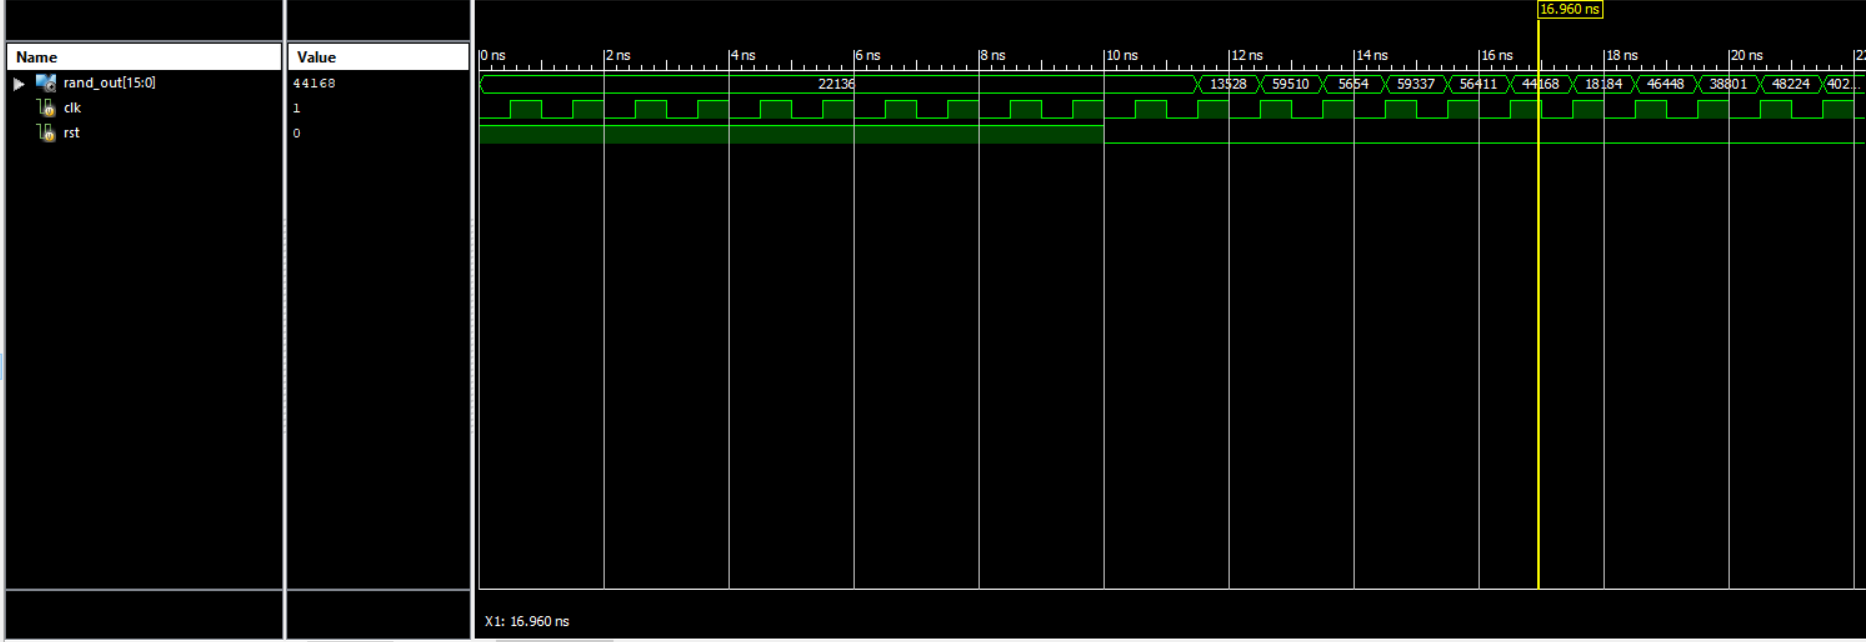 16.960 ns
Name Value 0 ns 2 ns 4 ns 6 ns 8 ns 10 ns 12 ns 14 ns 16 ns 18 ns 20 ns 22
rand_out[15:0] 44168 22136 13528 59510 5654 59337 56411 44168 18184 46448 38801 48224 402...
clk 1
rst 0
X1: 16.960 ns